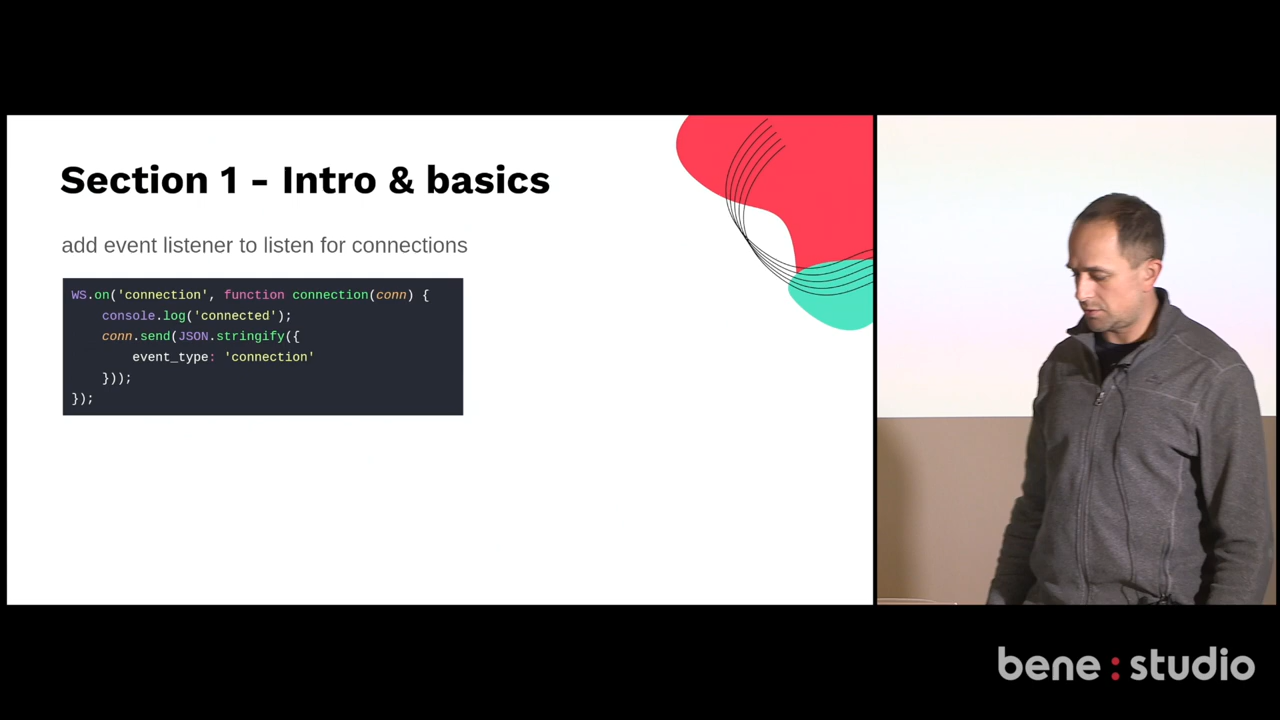 Section 1 - Intro & basics
add event listener to listen for connections
WS.on('connection', function connection(conn) {
    console.log('connected');
    conn.send(JSON.stringify({
        event_type: 'connection'
    }));
});
bene : studio